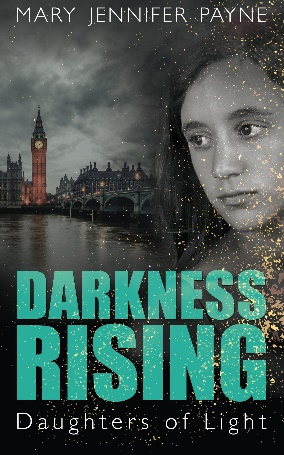 MARY JENNIFER PAYNE
DARKNESS
RISING
Daughters of Light